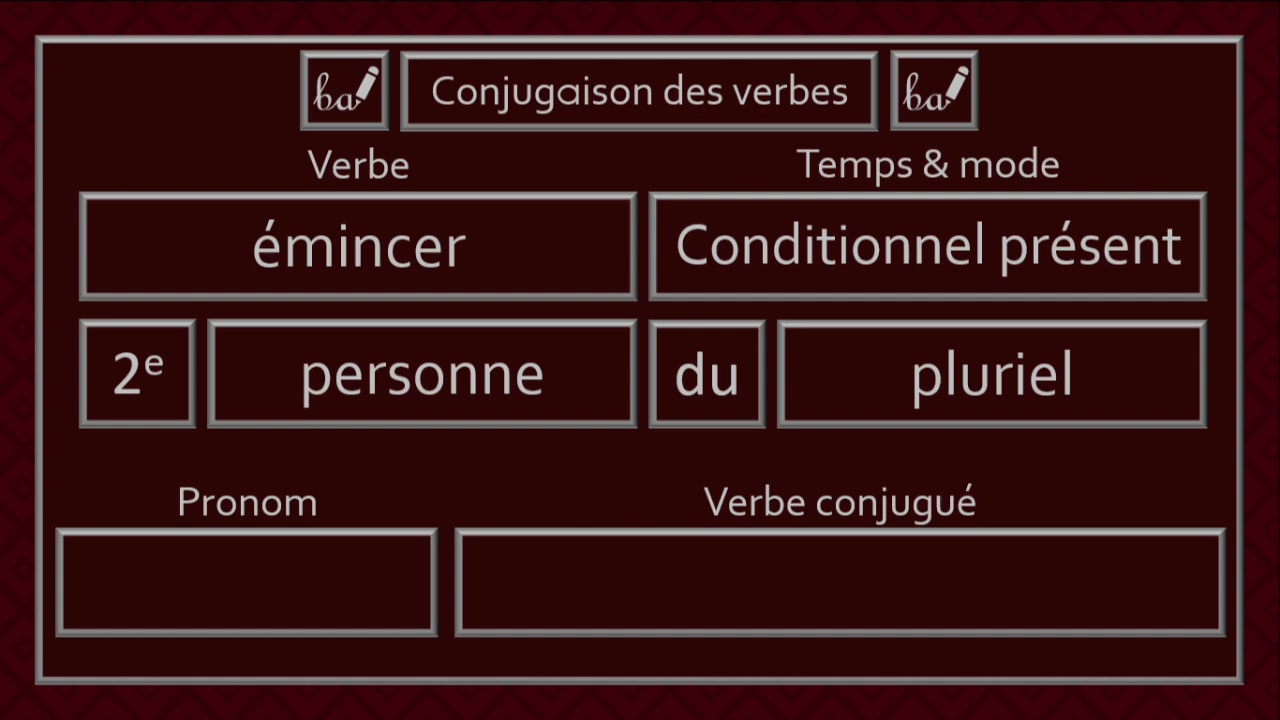 ba Conjugaison des verbes ba
Verbe Temps & mode
émincer Conditionnel présent
2e personne du pluriel
Pronom Verbe conjugué